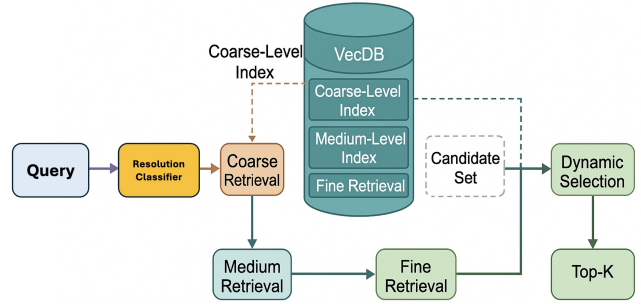 VecDB
Coarse-Level
Index
Coarse-Level
Index
Medium-Level
Index
Fine Retrieval
Query
Resolution
Classifier
Coarse
Retrieval
Candidate
Set
Dynamic
Selection
Medium
Retrieval
Fine
Retrieval
Top-K